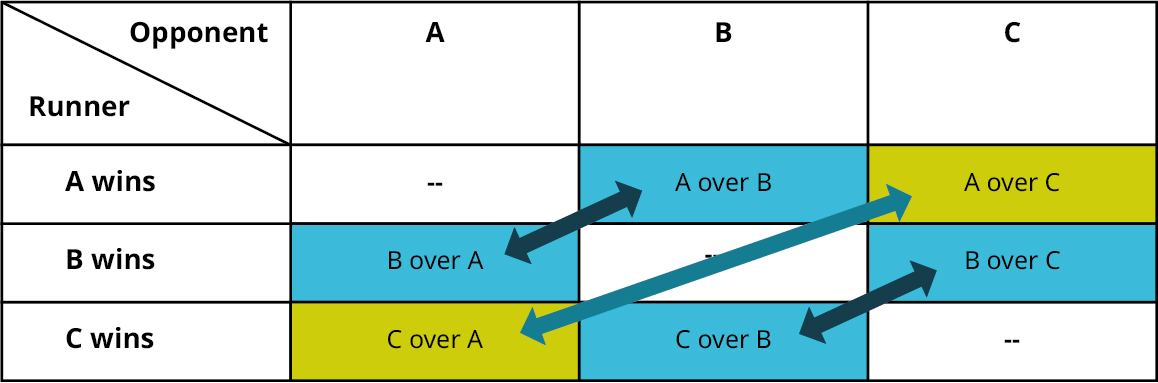 Opponent A B C
Runner
A wins -- A over B A over C
B wins B over A -- B over C
C wins C over A C over B --